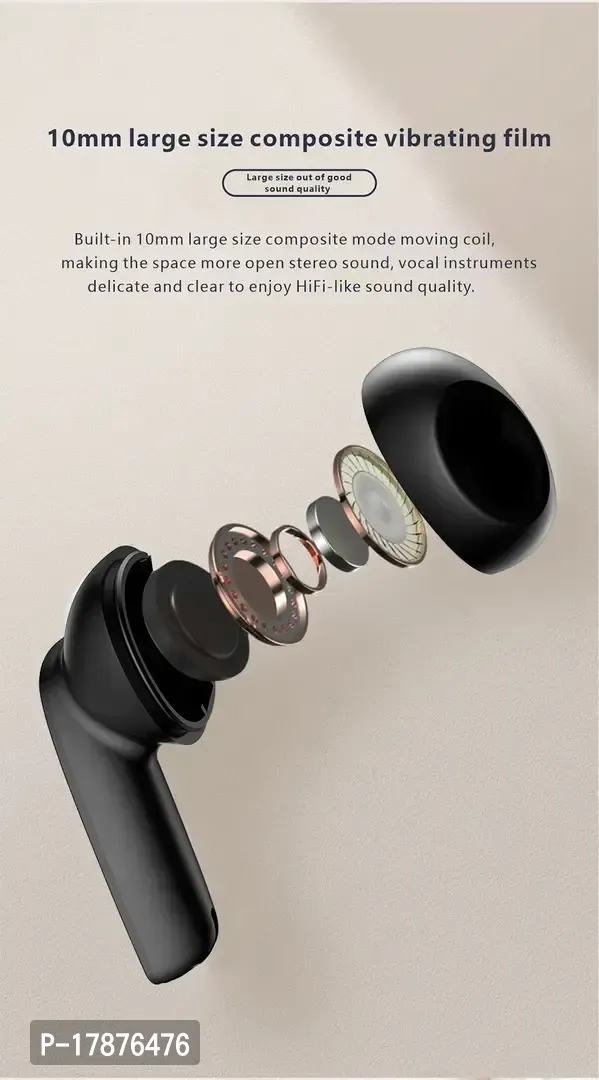 10mm large size composite vibrating film
Large size out of good
sound quality
Built-in 10mm large size composite mode moving coil,
making the space more open stereo sound, vocal instruments
delicate and clear to enjoy HiFi-like sound quality.
P-17876476